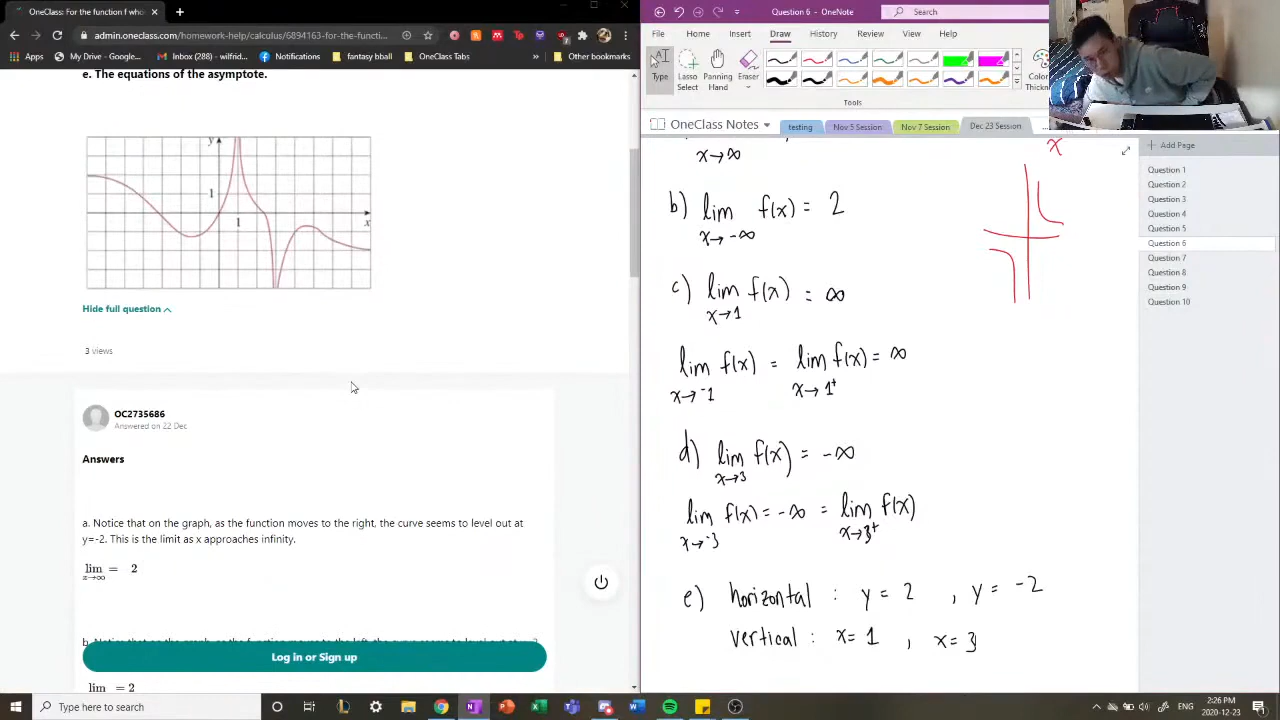 OneClass: For the function f whe
Question 6 - OneNote
Search
admin.oneclass.com/homework-help/calculus/6894163-for-the-functi...
Apps
My Drive - Google...
Inbox - wilfrid...
Notifications
fantasy bball
OneClass Tabs
»
Other bookmarks
File
Home
Insert
Draw
History
Review
View
Type
Lasso Select
Panning Hand
Eraser
Color
Thickn
Tools
OneClass Notes
testing
Nov 5 Session
Nov 7 Session
Dec 23 Session
e. The equations of the asymptote.
y
1
1
x
Hide full question
3 views
OC2735686
Answered on 22 Dec
Answers
a. Notice that on the graph, as the function moves to the right, the curve seems to level out at
y=-2. This is the limit as x approaches infinity.
lim = 2
x→∞
Log in or Sign up
lim = 2
x→∞
b) lim f(x) = 2
x→-∞
c) lim f(x) = ∞
x→1
lim f(x) = lim f(x) = ∞
x→⁻1 x→1⁺
d) lim f(x) = -∞
x→3
lim f(x) = -∞ = lim f(x)
x→⁻3 x→3⁺
e) horizontal : y = 2 , y = -2
vertical : x = 1 , x = 3
x
Add Page
Question 1
Question 2
Question 3
Question 4
Question 5
Question 6
Question 7
Question 8
Question 9
Question 10
Type here to search
2:26 PM
2020-12-23